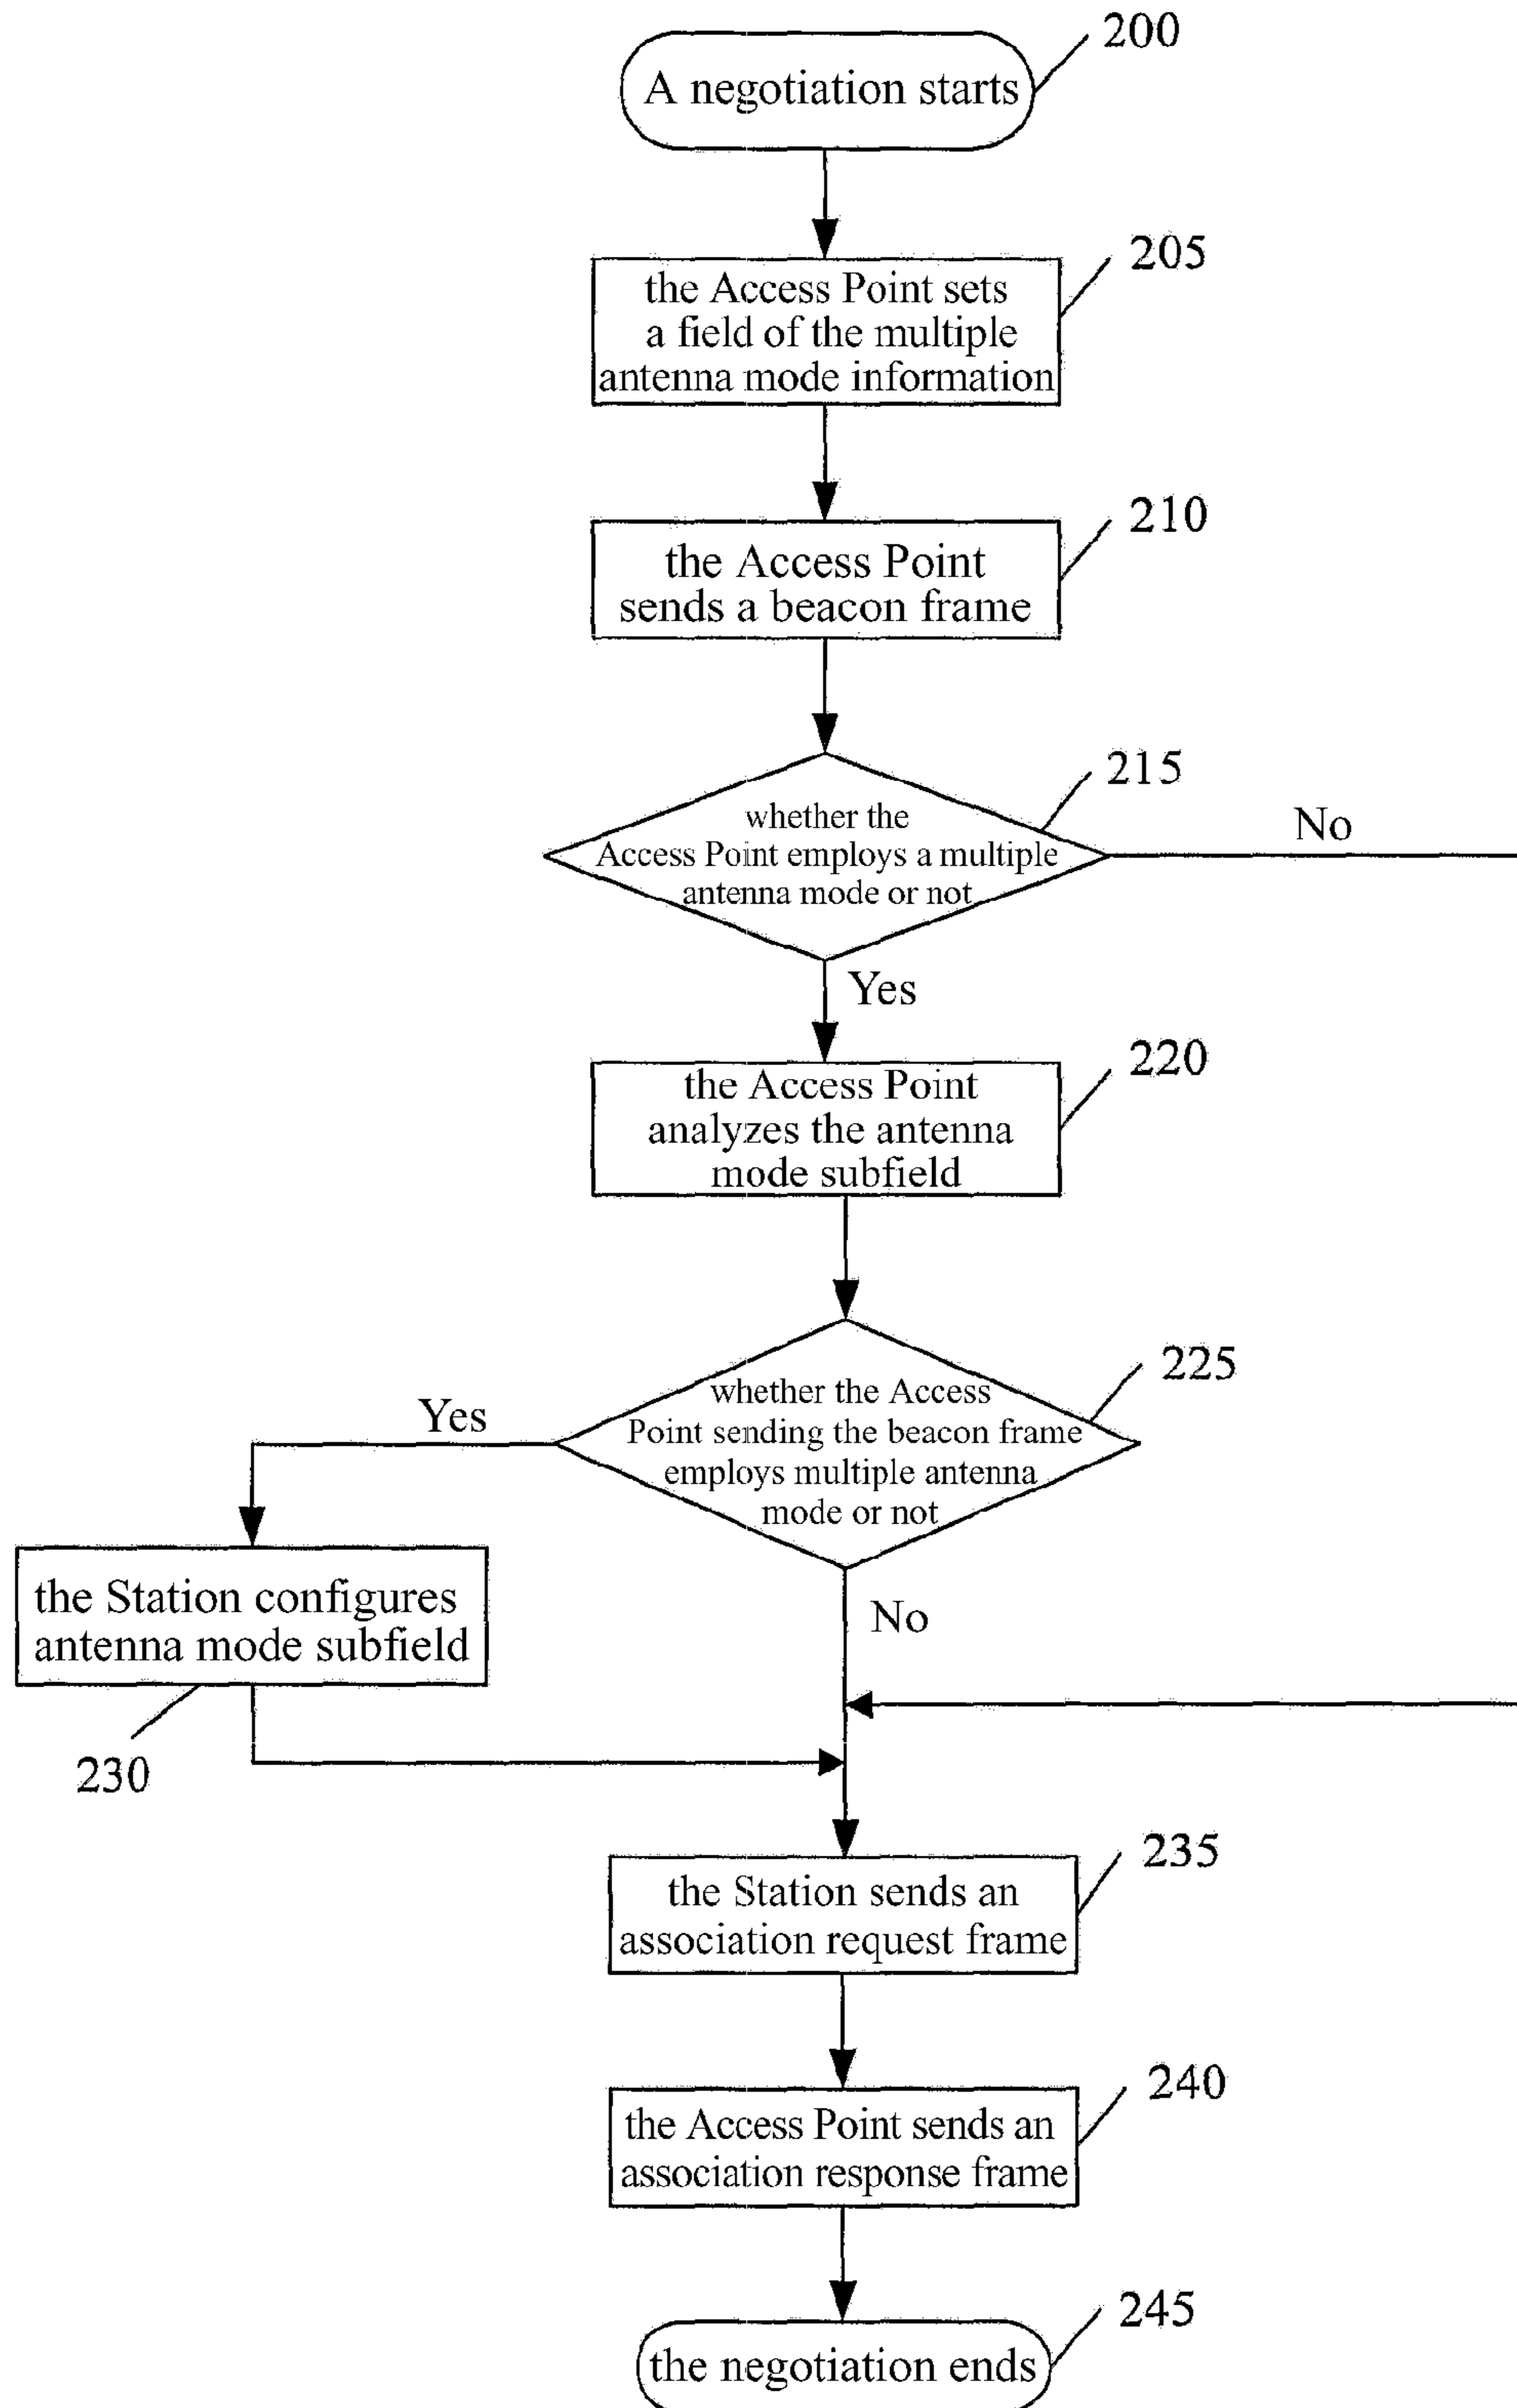 200
A negotiation starts
205
the Access Point sets
a field of the multiple
antenna mode information
210
the Access Point
sends a beacon frame
215
whether the
Access Point employs a multiple
antenna mode or not
No
Yes
220
the Access Point
analyzes the antenna
mode subfield
225
whether the Access
Point sending the beacon frame
employs multiple antenna
mode or not
Yes
the Station configures
antenna mode subfield
230
No
235
the Station sends an
association request frame
240
the Access Point sends an
association response frame
245
the negotiation ends